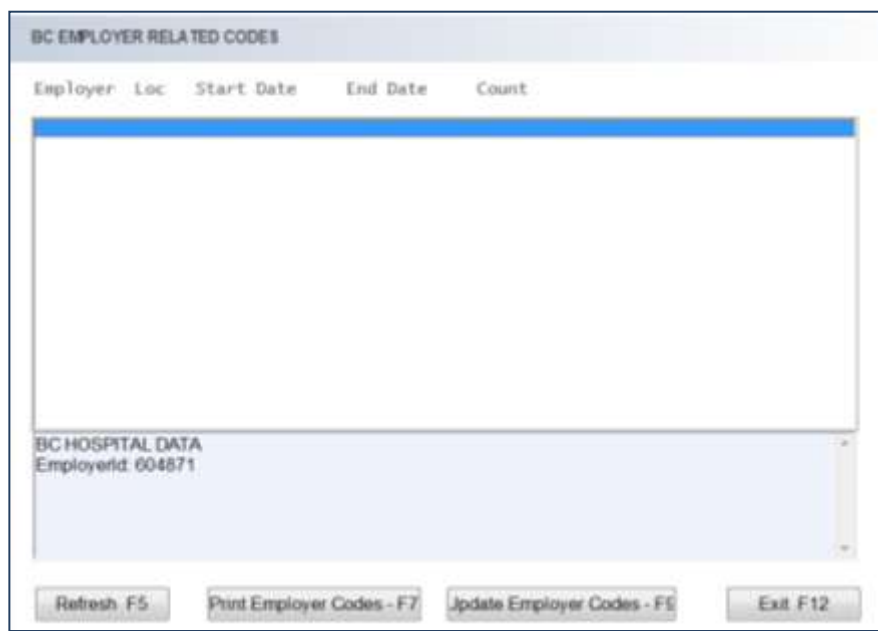 BC EMPLOYER RELATED CODES
Employer Loc Start Date End Date Count
BC HOSPITAL DATA
EmployerId: 604871
Refresh F5 Print Employer Codes - F7 Jpdate Employer Codes - F9 Exit F12